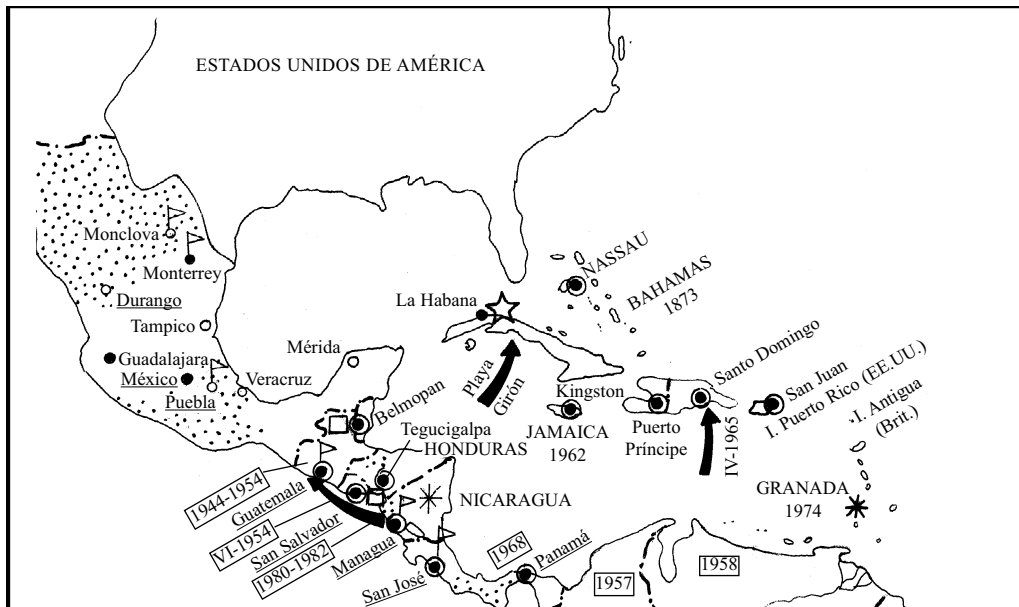 ESTADOS UNIDOS DE AMÉRICA
Monclova
Monterrey
Durango
Tampico
Guadalajara
México
Puebla
Veracruz
Mérida
La Habana
NASSAU
BAHAMAS
1873
Playa
Girón
Kingston
JAMAICA
1962
Puerto
Príncipe
Santo Domingo
IV-1965
San Juan
I. Puerto Rico (EE.UU.)
I. Antigua
(Brit.)
GRANADA
1974
Belmopan
Tegucigalpa
HONDURAS
NICARAGUA
1944-1954
Guatemala
VI-1954
San Salvador
1980-1982
Managua
San José
1968
Panamá
1957
1958